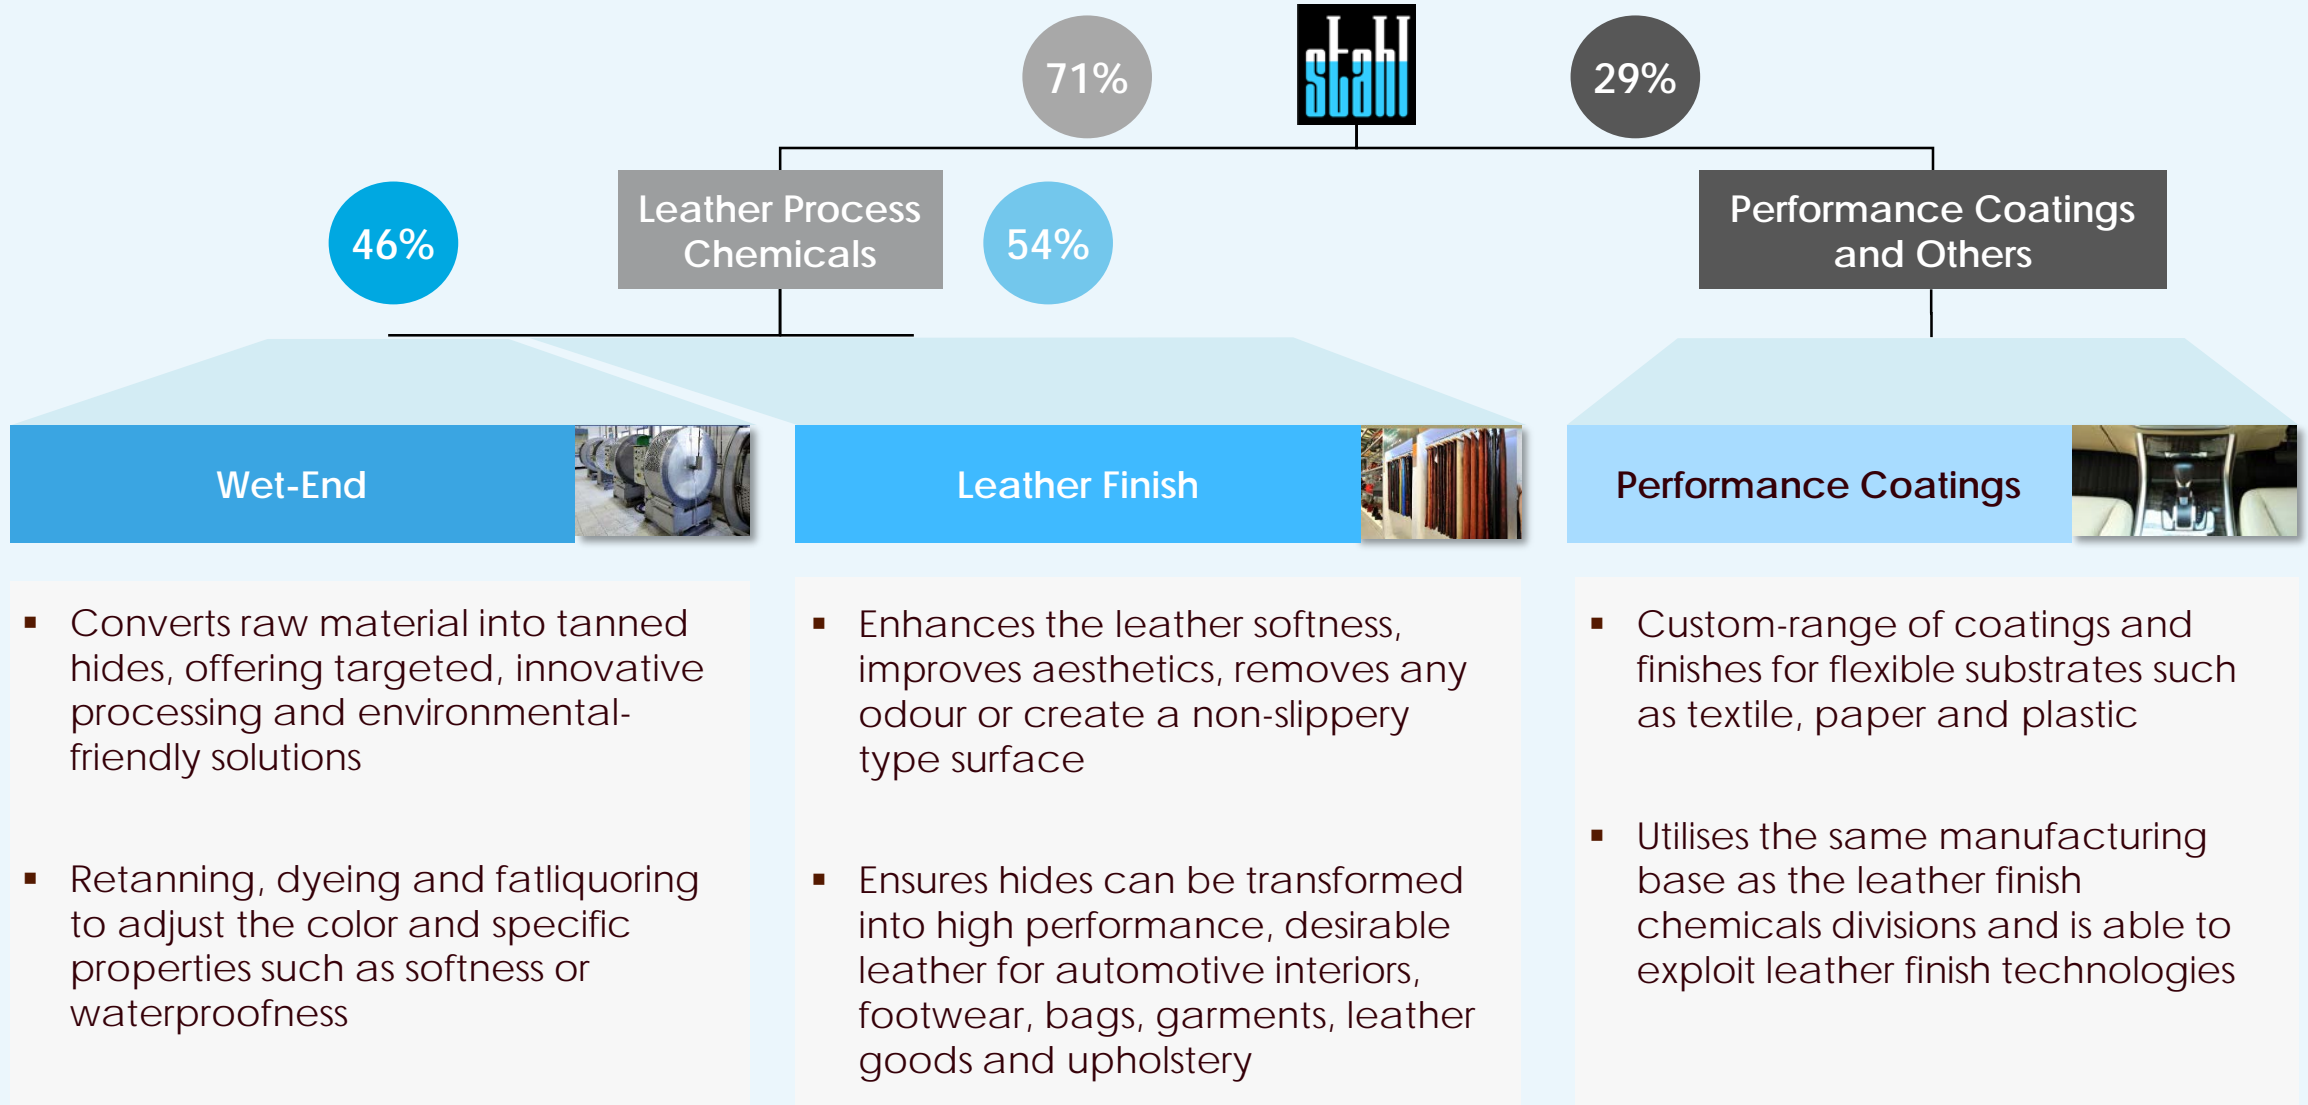 71%
stahl
29%
46%
Leather Process
Chemicals
54%
Performance Coatings
and Others
Wet-End
Leather Finish
Performance Coatings
▪ Converts raw material into tanned
hides, offering targeted, innovative
processing and environmental-
friendly solutions
▪ Retanning, dyeing and fatliquoring
to adjust the color and specific
properties such as softness or
waterproofness
▪ Enhances the leather softness,
improves aesthetics, removes any
odour or create a non-slippery
type surface
▪ Ensures hides can be transformed
into high performance, desirable
leather for automotive interiors,
footwear, bags, garments, leather
goods and upholstery
▪ Custom-range of coatings and
finishes for flexible substrates such
as textile, paper and plastic
▪ Utilises the same manufacturing
base as the leather finish
chemicals divisions and is able to
exploit leather finish technologies